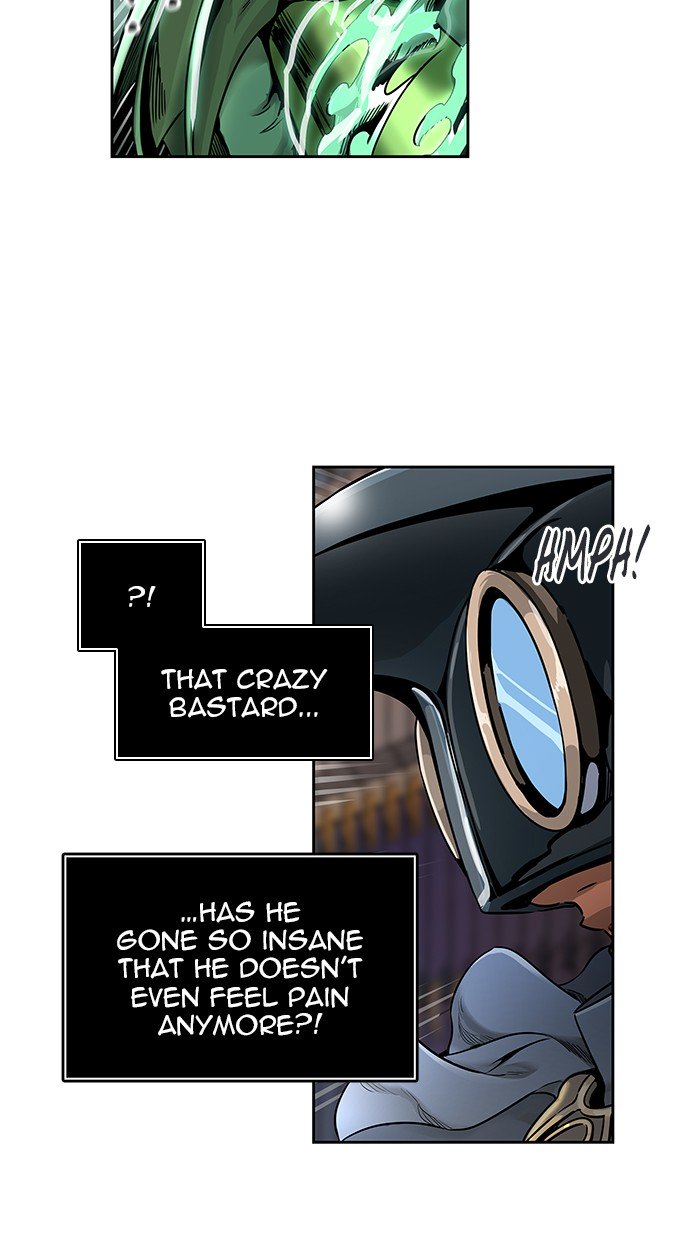 HMPH!
?!
THAT CRAZY
BASTARD...
...HAS HE
GONE SO INSANE
THAT HE DOESN'T
EVEN FEEL PAIN
ANYMORE?!